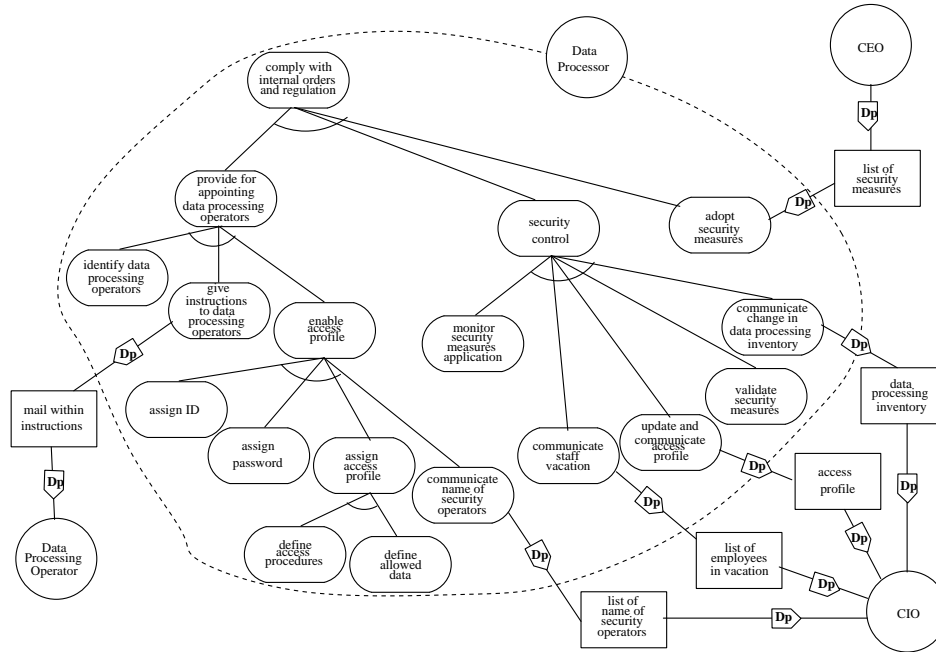 comply with
internal orders
and regulation
Data
Processor
CEO
Dp
list of
security
measures
Dp
provide for
appointing
data processing
operators
security
control
adopt
security
measures
identify data
processing
operators
give
instructions
to data
processing
operators
enable
access
profile
monitor
security
measures
application
communicate
change in
data processing
inventory
Dp
Dp
mail within
instructions
assign ID
assign
password
assign
access
profile
communicate
name of
security
operators
communicate
staff
vacation
update and
communicate
access
profile
validate
security
measures
data
processing
inventory
Dp
Dp
Dp
access
profile
Dp
Dp
Data
Processing
Operator
define
access
procedures
define
allowed
data
Dp
list of
employees
in vacation
Dp
list of
name of
security
operators
Dp
CIO